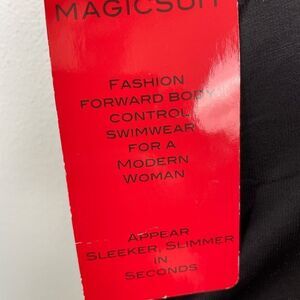 MAGICSUIT
FASHION
FORWARD BODY
CONTROL
SWIMWEAR
FOR A
MODERN
WOMAN
APPEAR
SLEEKER, SLIMMER
IN
SECONDS